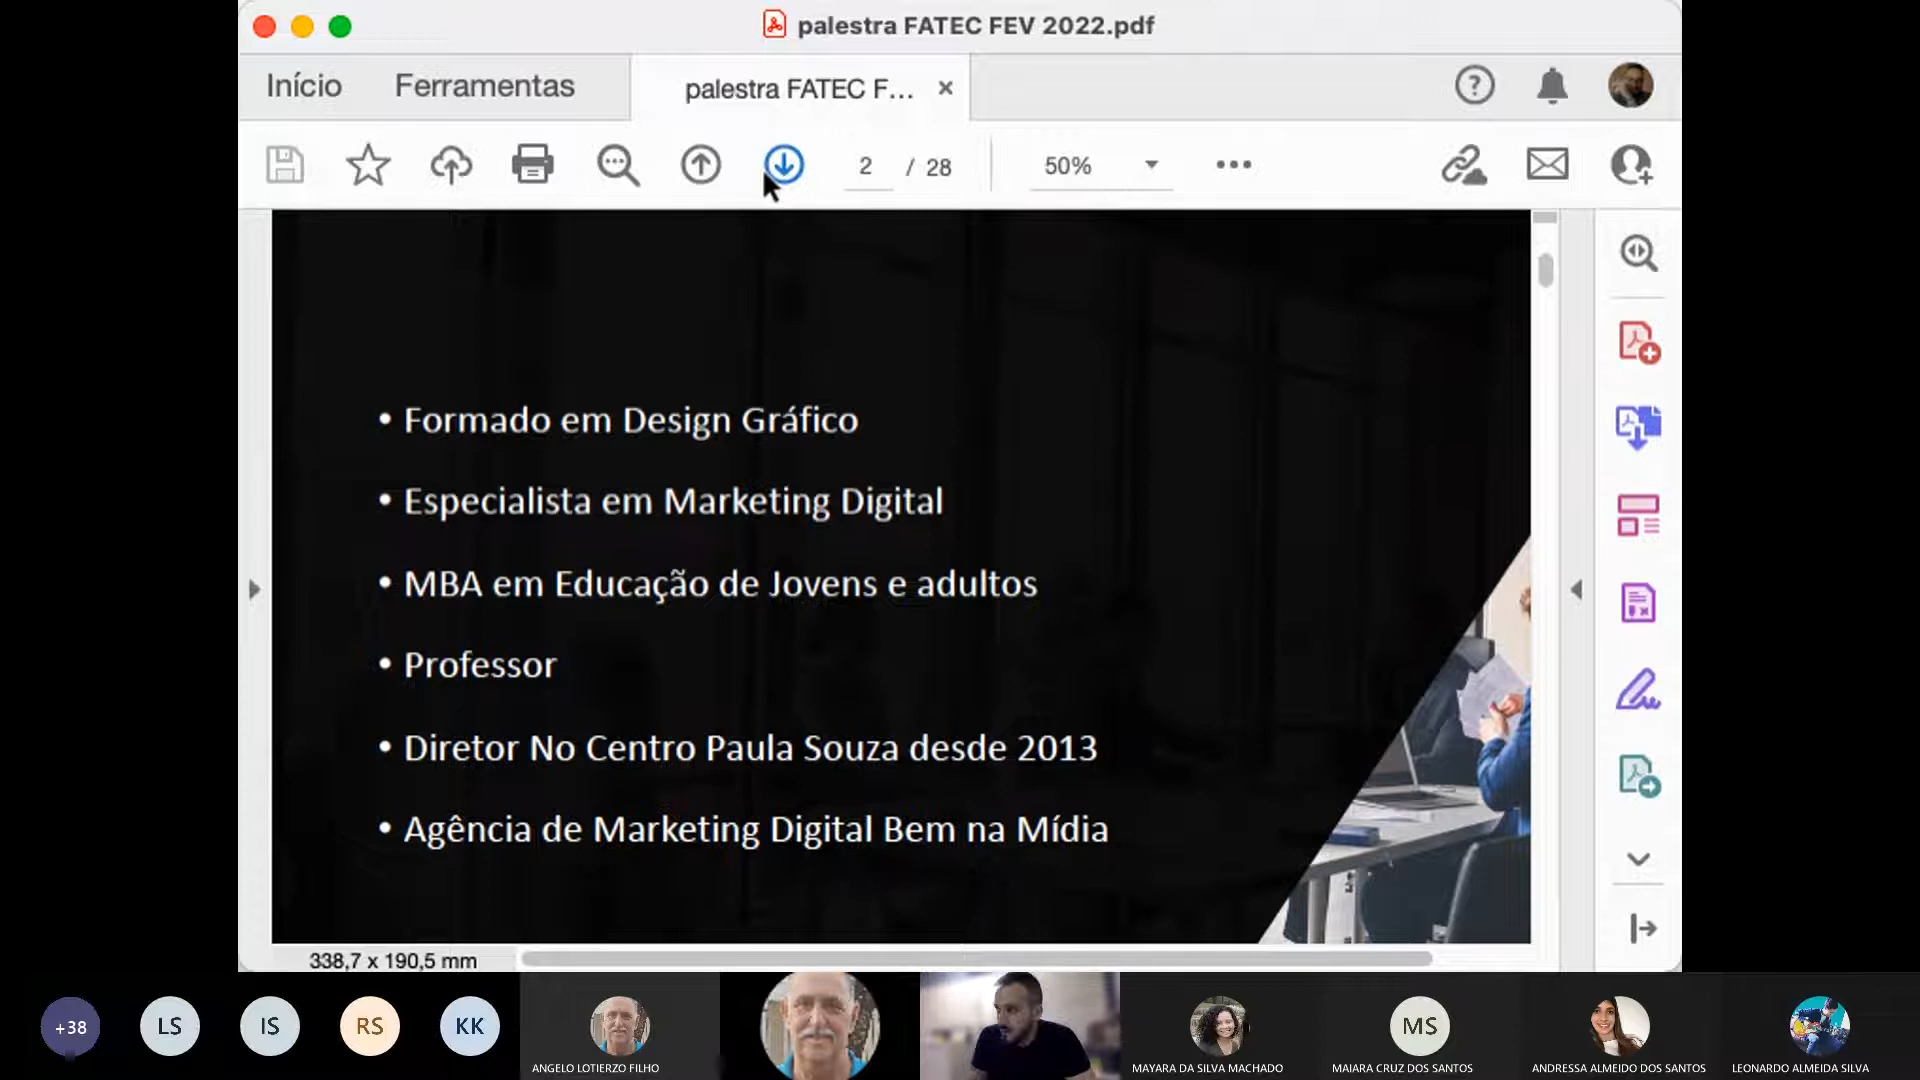 palestra FATEC FEV 2022.pdf
Início
Ferramentas
palestra FATEC F...
2 / 28
50%
• Formado em Design Gráfico
• Especialista em Marketing Digital
• MBA em Educação de Jovens e adultos
• Professor
• Diretor No Centro Paula Souza desde 2013
• Agência de Marketing Digital Bem na Mídia
338,7 x 190,5 mm
+38
LS
IS
RS
KK
MS
ANGELO LOTIERZO FILHO
MAYARA DA SILVA MACHADO
MAIARA CRUZ DOS SANTOS
ANDRESSA ALMEIDO DOS SANTOS
LEONARDO ALMEIDA SILVA